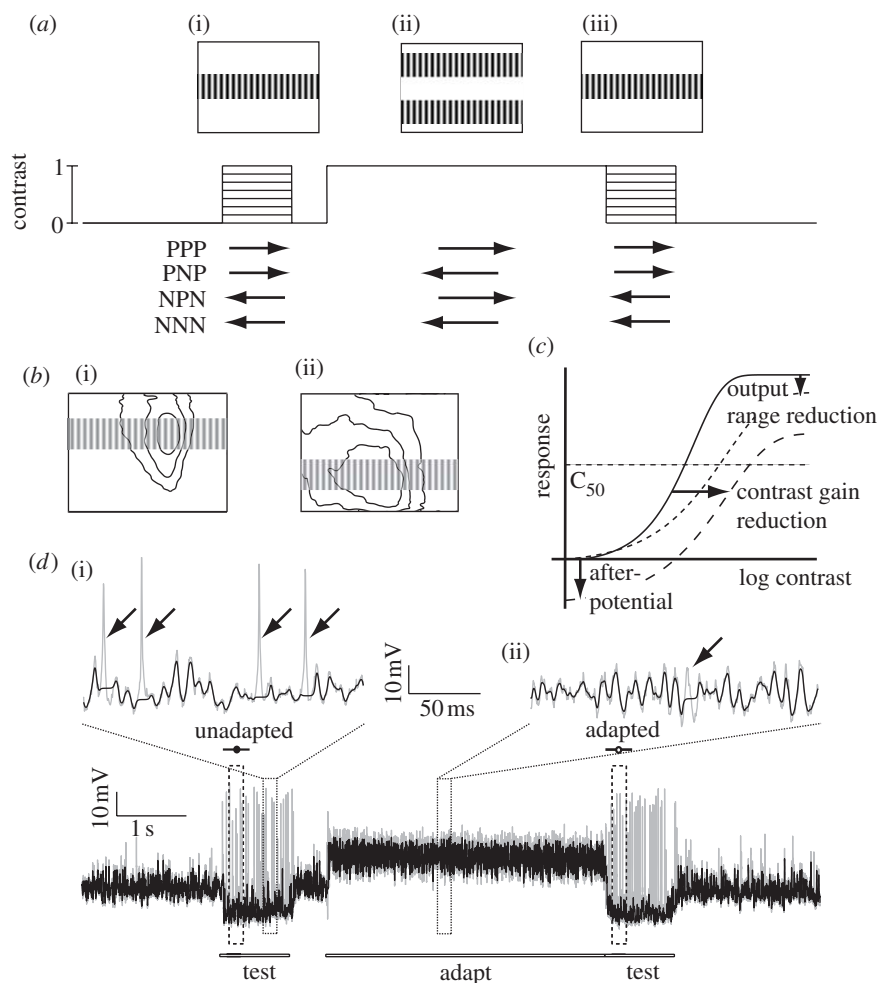 (a)
(i)
(ii)
(iii)
contrast
1
0
PPP
PNP
NPN
NNN
(b)
(i)
(ii)
(c)
response
C50
output
range reduction
contrast gain
reduction
after-
potential
log contrast
(d)
(i)
10 mV
50 ms
(ii)
unadapted
adapted
10 mV
1 s
test
adapt
test